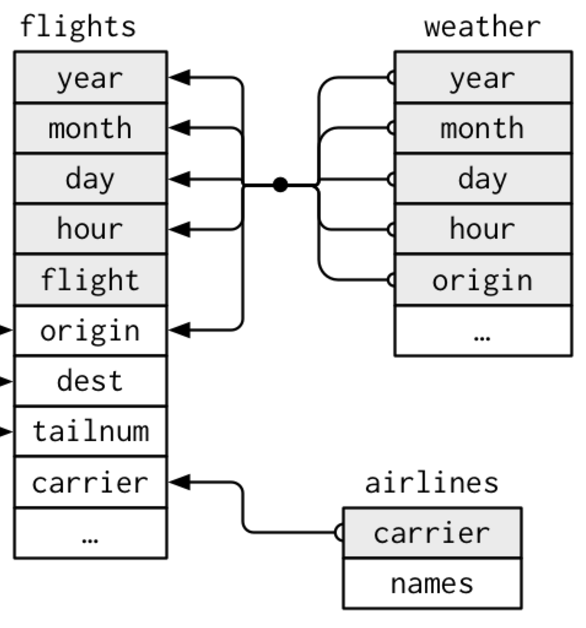 flights
year
month
day
hour
flight
origin
dest
tailnum
carrier
…
weather
year
month
day
hour
origin
…
airlines
carrier
names